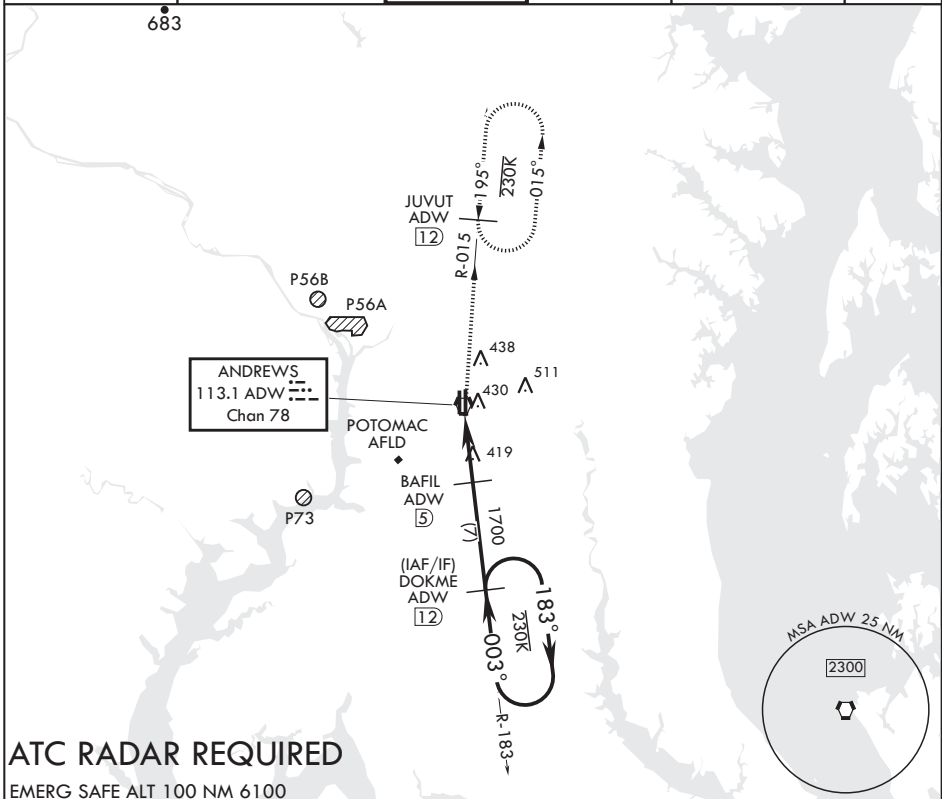 683
195°
230K
015°
JUVUT
ADW
12
R-015
P56B
P56A
438
511
430
ANDREWS
113.1 ADW
Chan 78
POTOMAC
AFLD
419
BAFIL
ADW
5
P73
1700
(7)
(IAF/IF)
DOKME
ADW
12
183°
230K
003°
R-183
MSA ADW 25 NM
2300
ATC RADAR REQUIRED
EMERG SAFE ALT 100 NM 6100